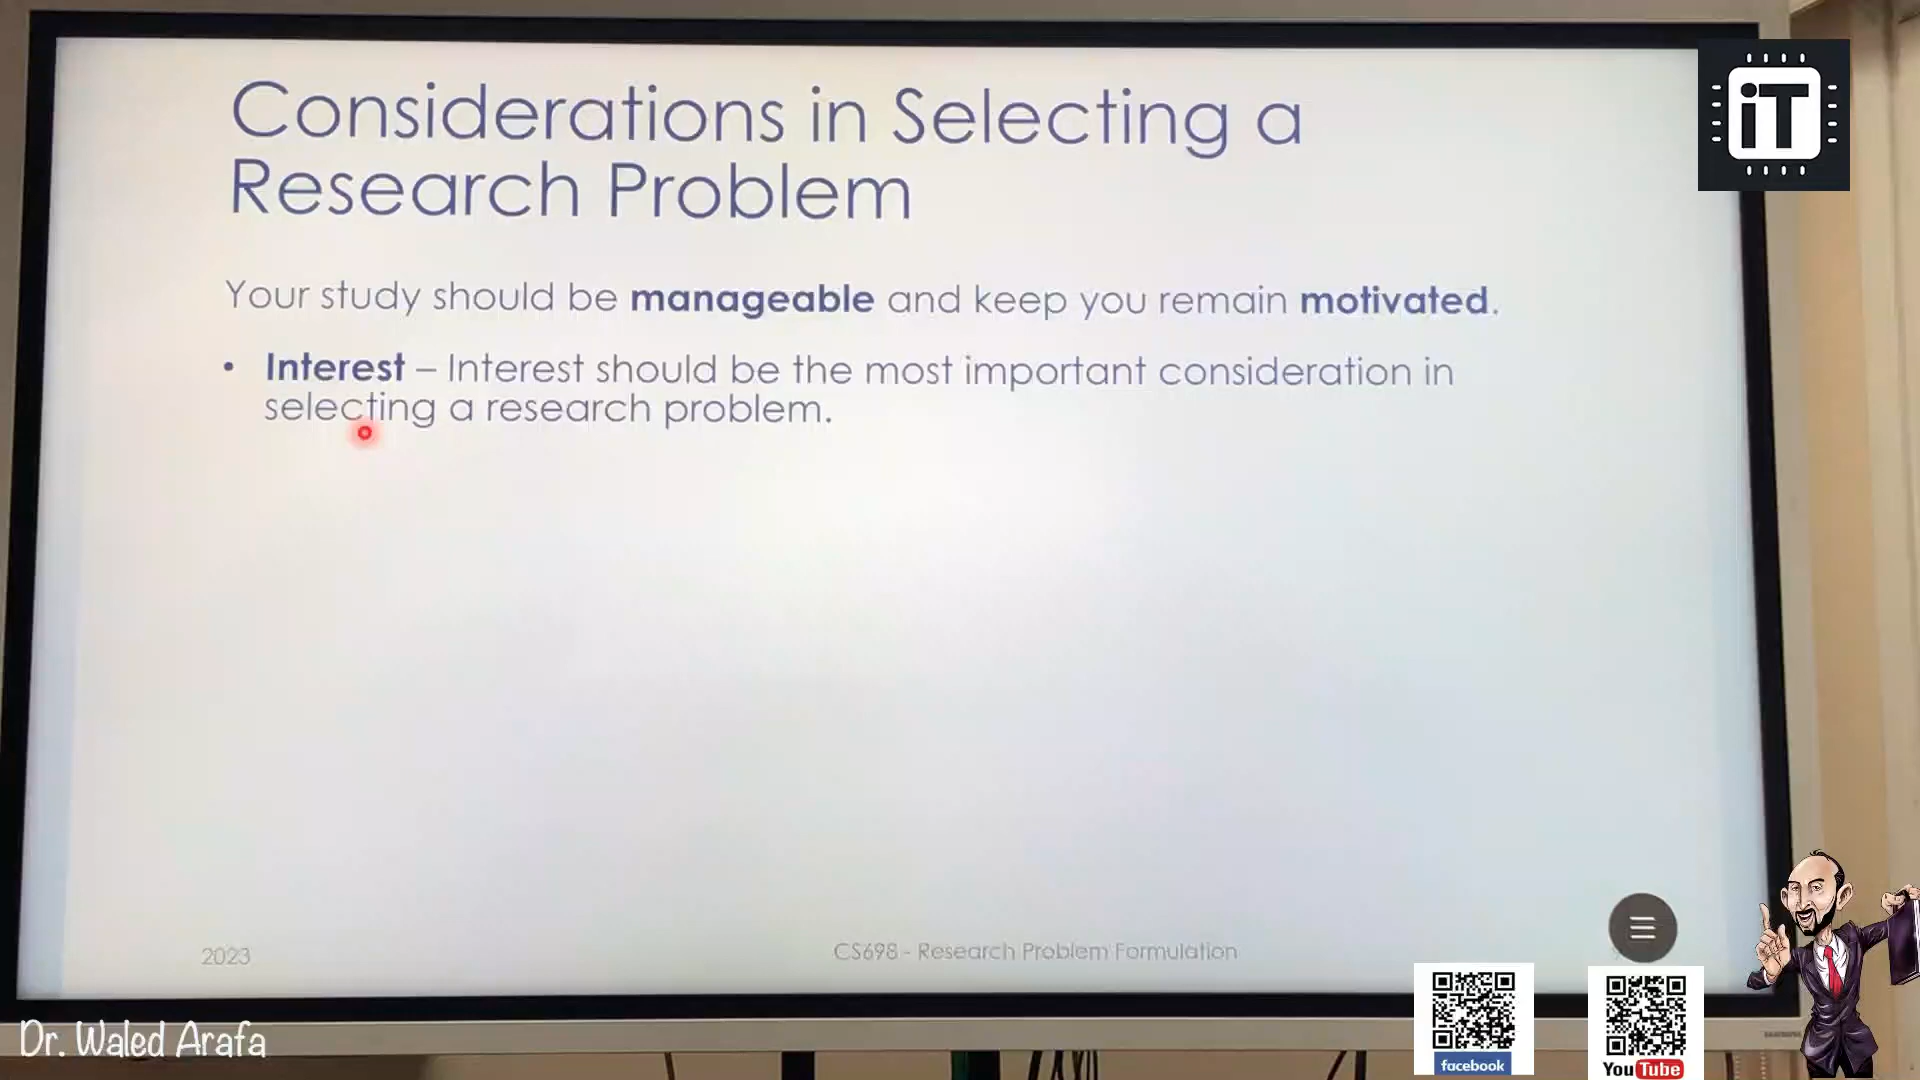 iT
Considerations in Selecting a
Research Problem
Your study should be manageable and keep you remain motivated.
• Interest – Interest should be the most important consideration in
selecting a research problem.
2023
CS698 - Research Problem Formulation
Dr. Waled Arafa
facebook
YouTube